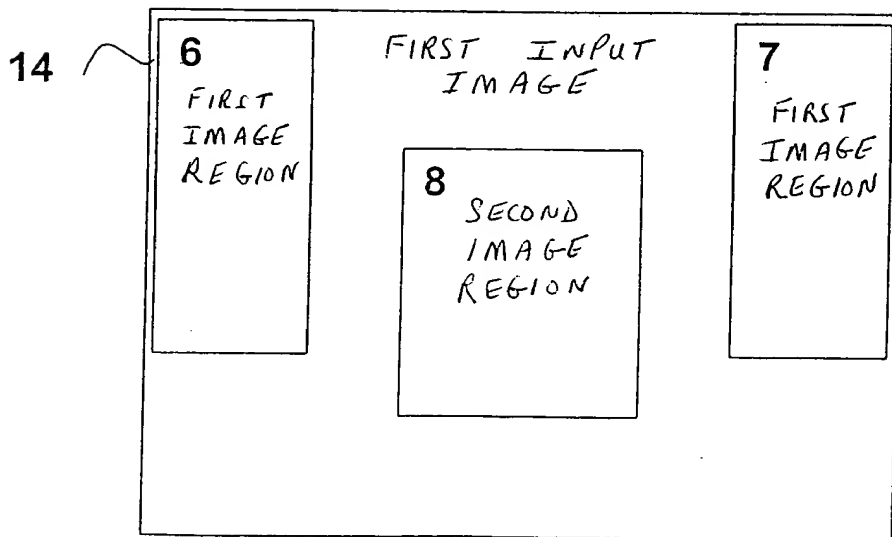 14
6
FIRST
IMAGE
REGION
FIRST INPUT
IMAGE
8
SECOND
IMAGE
REGION
7
FIRST
IMAGE
REGION